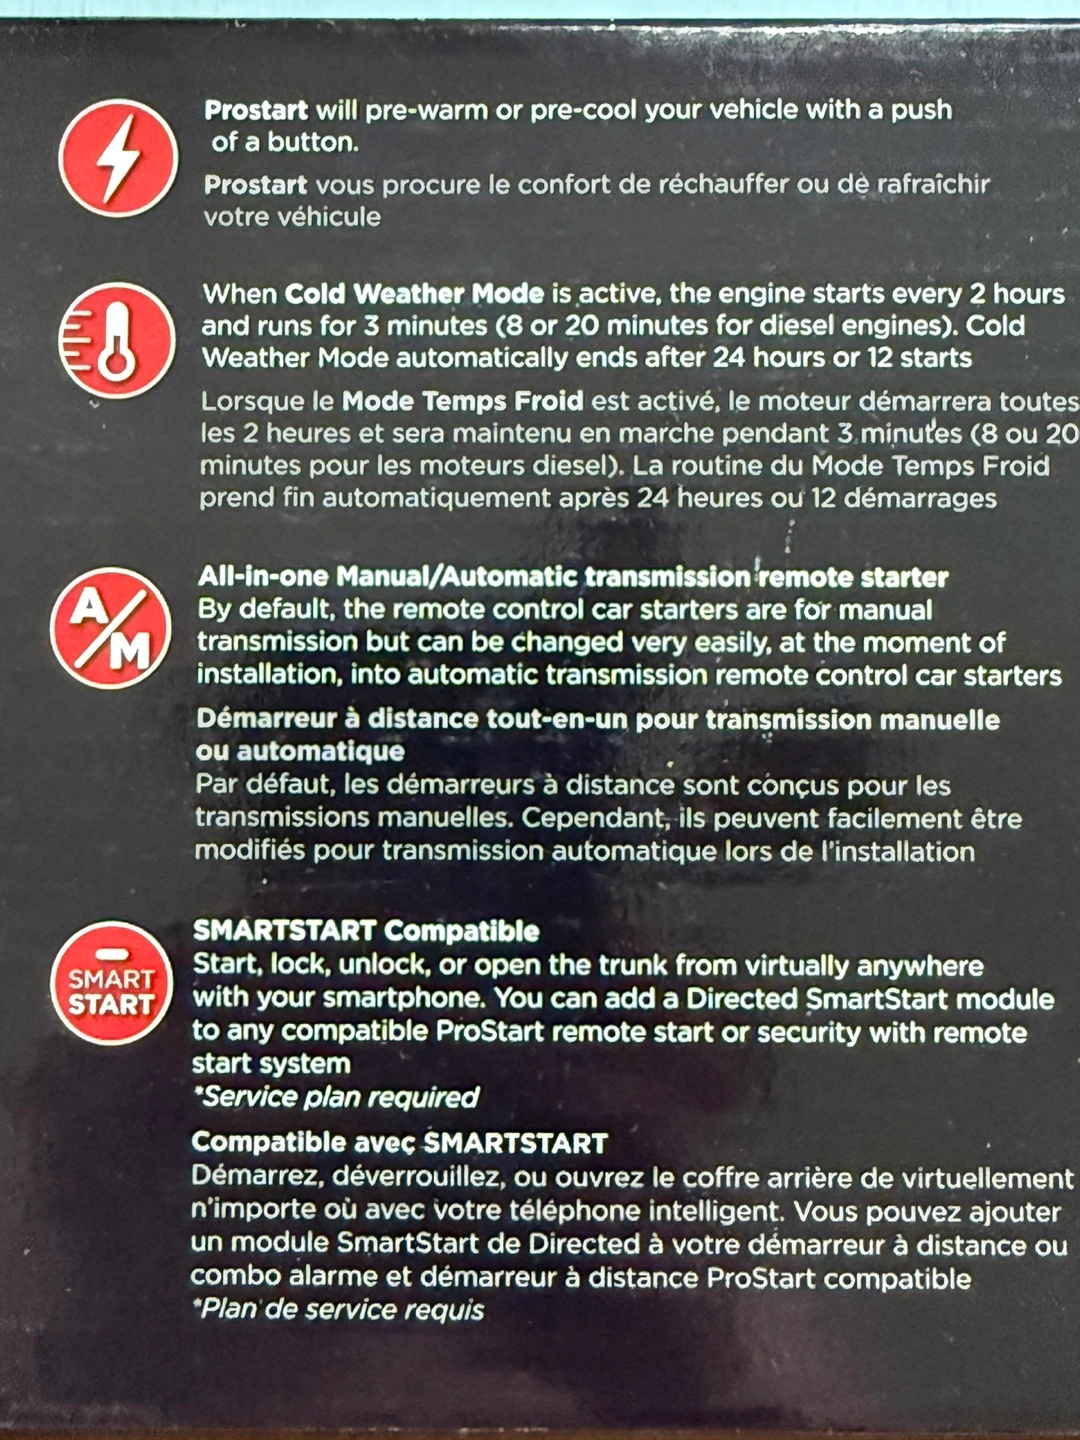 Prostart will pre-warm or pre-cool your vehicle with a push
of a button.
Prostart vous procure le confort de réchauffer ou de rafraîchir
votre véhicule
When Cold Weather Mode is active, the engine starts every 2 hours
and runs for 3 minutes (8 or 20 minutes for diesel engines). Cold
Weather Mode automatically ends after 24 hours or 12 starts
Lorsque le Mode Temps Froid est activé, le moteur démarrera toutes
les 2 heures et sera maintenu en marche pendant 3 minutes (8 ou 20
minutes pour les moteurs diesel). La routine du Mode Temps Froid
prend fin automatiquement après 24 heures ou 12 démarrages
A/M
All-in-one Manual/Automatic transmission remote starter
By default, the remote control car starters are for manual
transmission but can be changed very easily, at the moment of
installation, into automatic transmission remote control car starters
Démarreur à distance tout-en-un pour transmission manuelle
ou automatique
Par défaut, les démarreurs à distance sont conçus pour les
transmissions manuelles. Cependant, ils peuvent facilement être
modifiés pour transmission automatique lors de l'installation
SMART
START
SMARTSTART Compatible
Start, lock, unlock, or open the trunk from virtually anywhere
with your smartphone. You can add a Directed SmartStart module
to any compatible ProStart remote start or security with remote
start system
*Service plan required
Compatible avec SMARTSTART
Démarrez, déverrouillez, ou ouvrez le coffre arrière de virtuellement
n'importe où avec votre téléphone intelligent. Vous pouvez ajouter
un module SmartStart de Directed à votre démarreur à distance ou
combo alarme et démarreur à distance ProStart compatible
*Plan de service requis